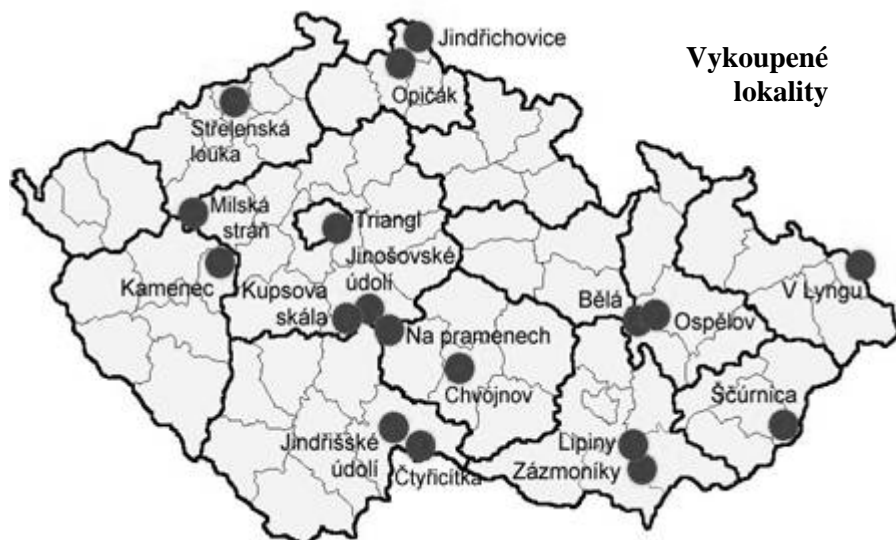 Vykoupené
lokality
Jindřichovice
Opičák
Střelenská
louka
Milská
stráň
Triangl
Kamenec
Jinošovské
údolí
Kupsova
skála
Na pramenech
Chvojnov
Bělá
Ospělov
V Lyngu
Ščúrnica
Jindřišské
údolí
Čtyřicítka
Lipiny
Zázmoníky